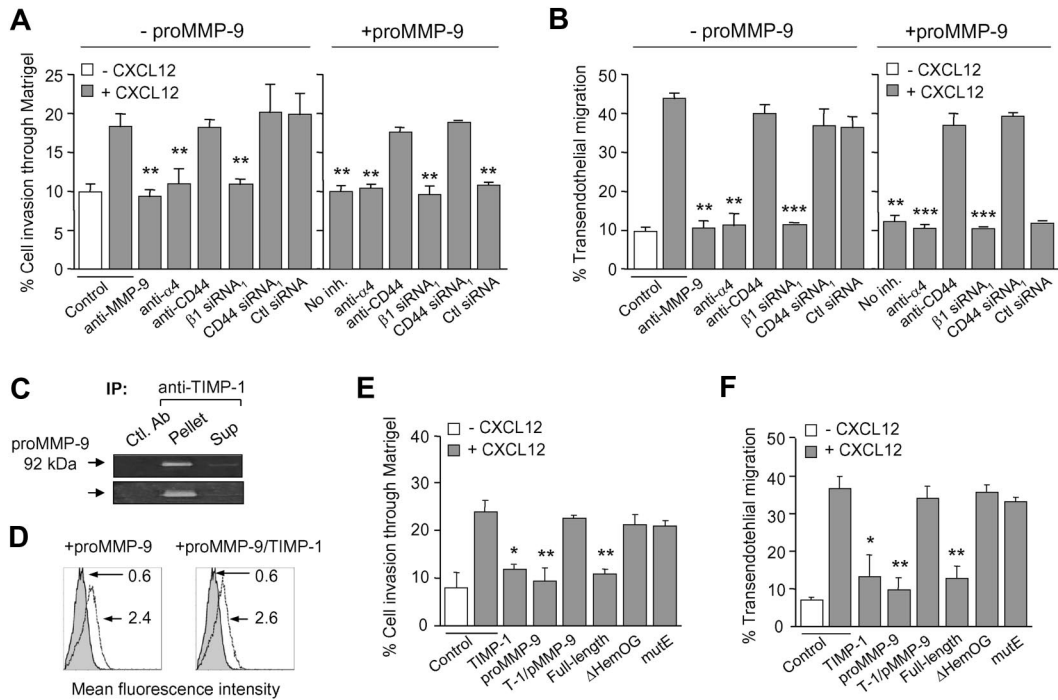 A
- proMMP-9
+proMMP-9
- CXCL12
+ CXCL12
% Cell invasion through Matrigel
25
20
15
10
5
0
** ** ** ** ** ** **
Control
anti-MMP-9
anti-α4
anti-CD44
β1 siRNA1
CD44 siRNA1
Ctl siRNA
No inh.
anti-α4
anti-CD44
β1 siRNA1
CD44 siRNA1
Ctl siRNA
B
- proMMP-9
+proMMP-9
- CXCL12
+ CXCL12
- CXCL12
+ CXCL12
% Transendothelial migration
50
40
30
20
10
0
** ** *** ** *** ***
Control
anti-MMP-9
anti-α4
anti-CD44
β1 siRNA1
CD44 siRNA1
Ctl siRNA
No inh.
anti-α4
anti-CD44
β1 siRNA1
CD44 siRNA1
Ctl siRNA
C
IP:
anti-TIMP-1
Ctl. Ab
Pellet
Sup
proMMP-9
92 kDa
D
+proMMP-9
+proMMP-9/TIMP-1
0.6
2.4
0.6
2.6
Mean fluorescence intensity
E
- CXCL12
+ CXCL12
% Cell invasion through Matrigel
40
30
20
10
0
* ** **
Control
TIMP-1
proMMP-9
T-1/pMMP-9
Full-length
ΔHemOG
mutE
F
- CXCL12
+ CXCL12
% Transendotehlial migration
50
40
30
20
10
0
* ** **
Control
TIMP-1
proMMP-9
T-1/pMMP-9
Full-length
ΔHemOG
mutE